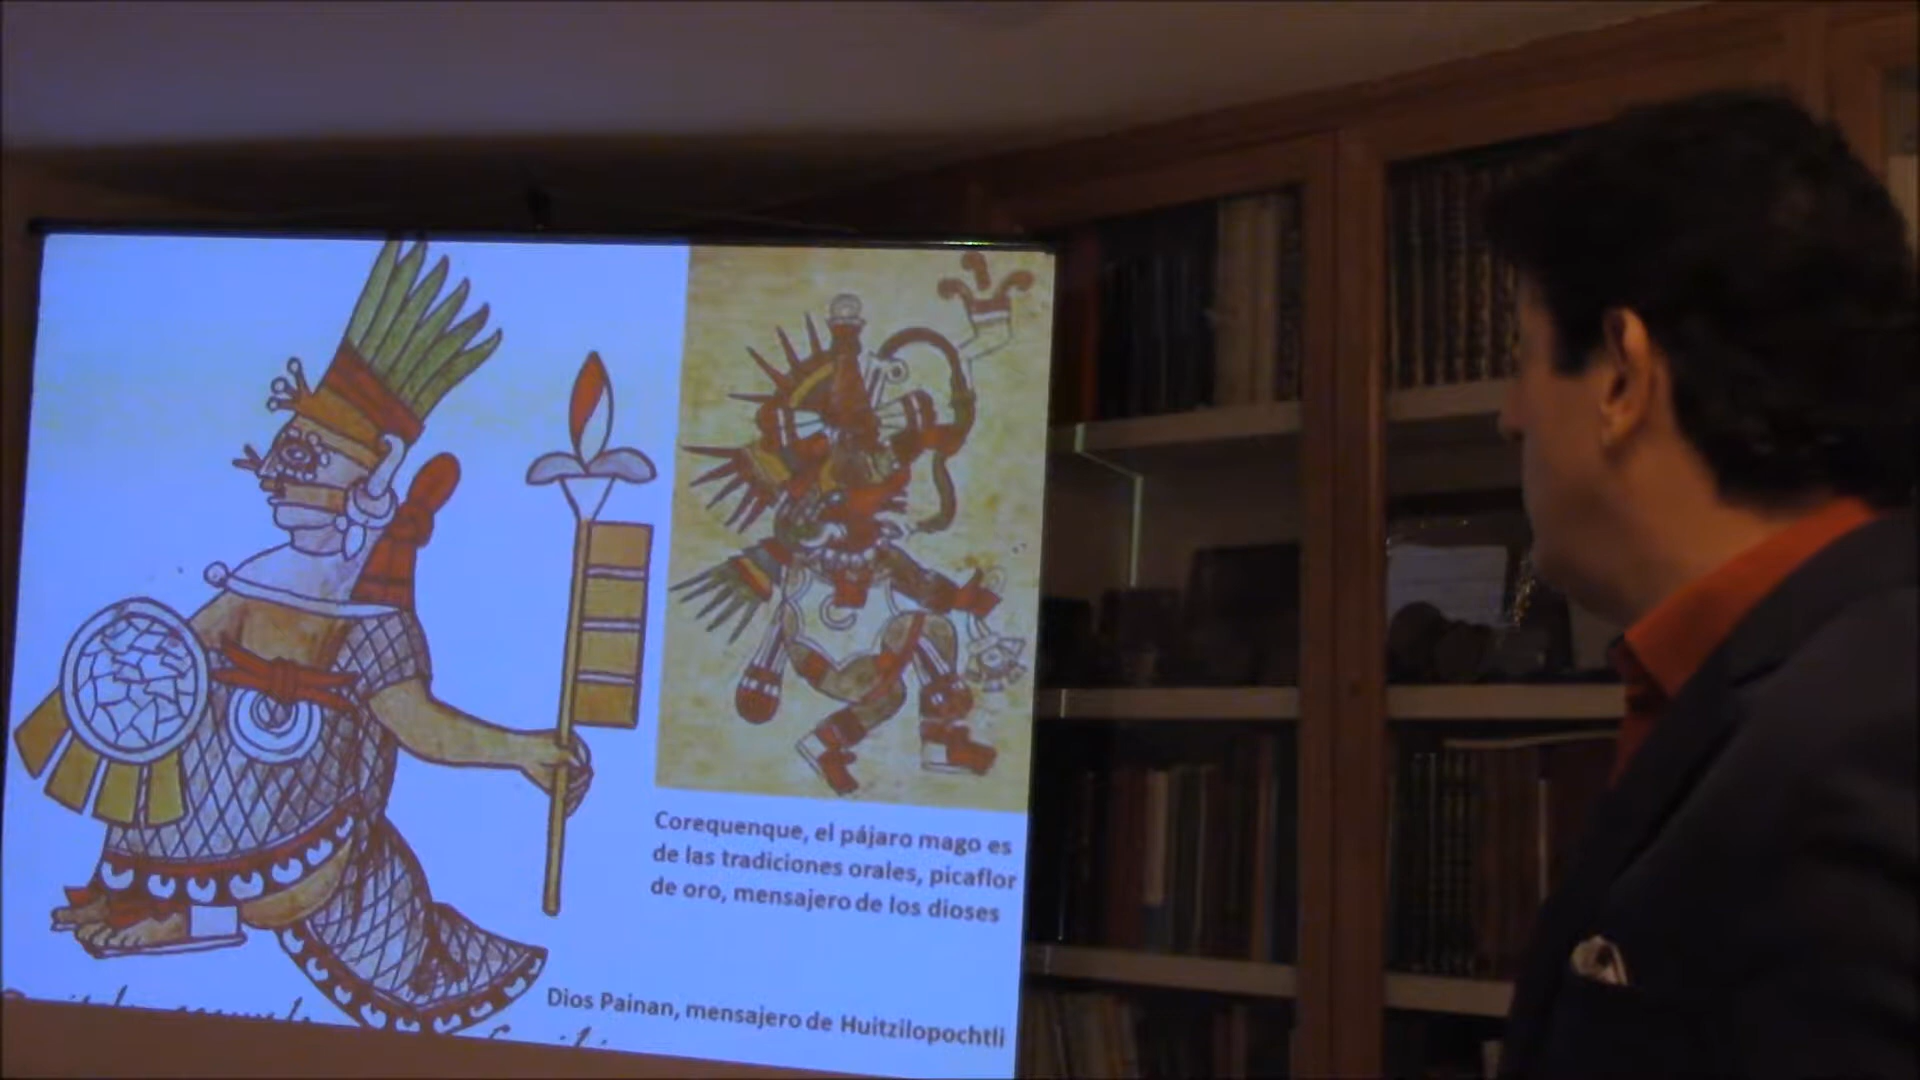 Corequenque, el pájaro mago es
de las tradiciones orales, picaflor
de oro, mensajero de los dioses
Dios Painan, mensajero de Huitzilopochtli